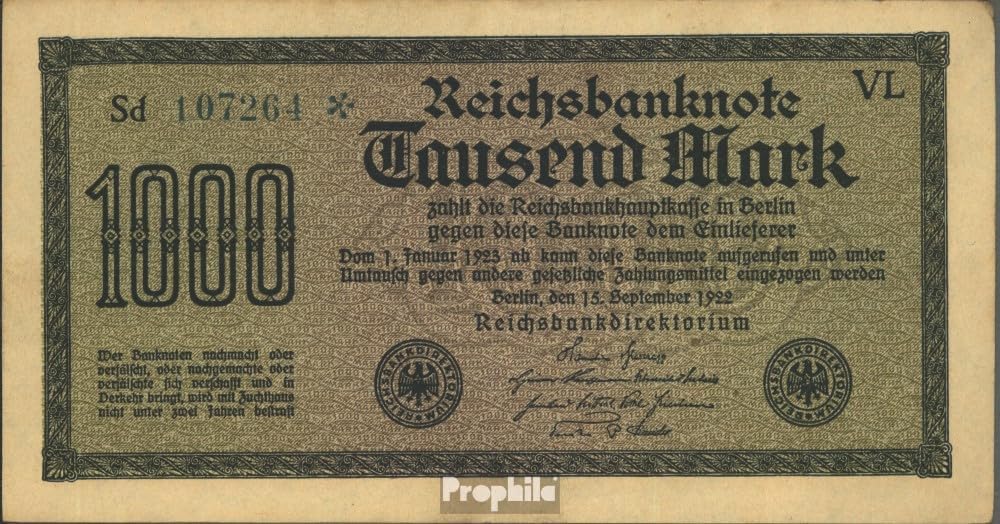 Sd 107264 *
VL
Reichsbanknote
Tausend Mark
1000
zahlt die Reichsbankhauptkasse in Berlin
gegen diese Banknote dem Einlieferer
Vom 1. Januar 1923 ab kann diese Banknote aufgerufen und unter
Umtausch gegen andere gesetzliche Zahlungsmittel eingezogen werden
Berlin, den 15. September 1922
Reichsbankdirektorium
Wer Banknoten nachmacht oder
verfälscht, oder nachgemachte oder
verfälschte sich verschafft und in
Verkehr bringt, wird mit Zuchthaus
nicht unter zwei Jahren bestraft
REICHSBANKDIREKTORIUM
REICHSBANKDIREKTORIUM
Prophila